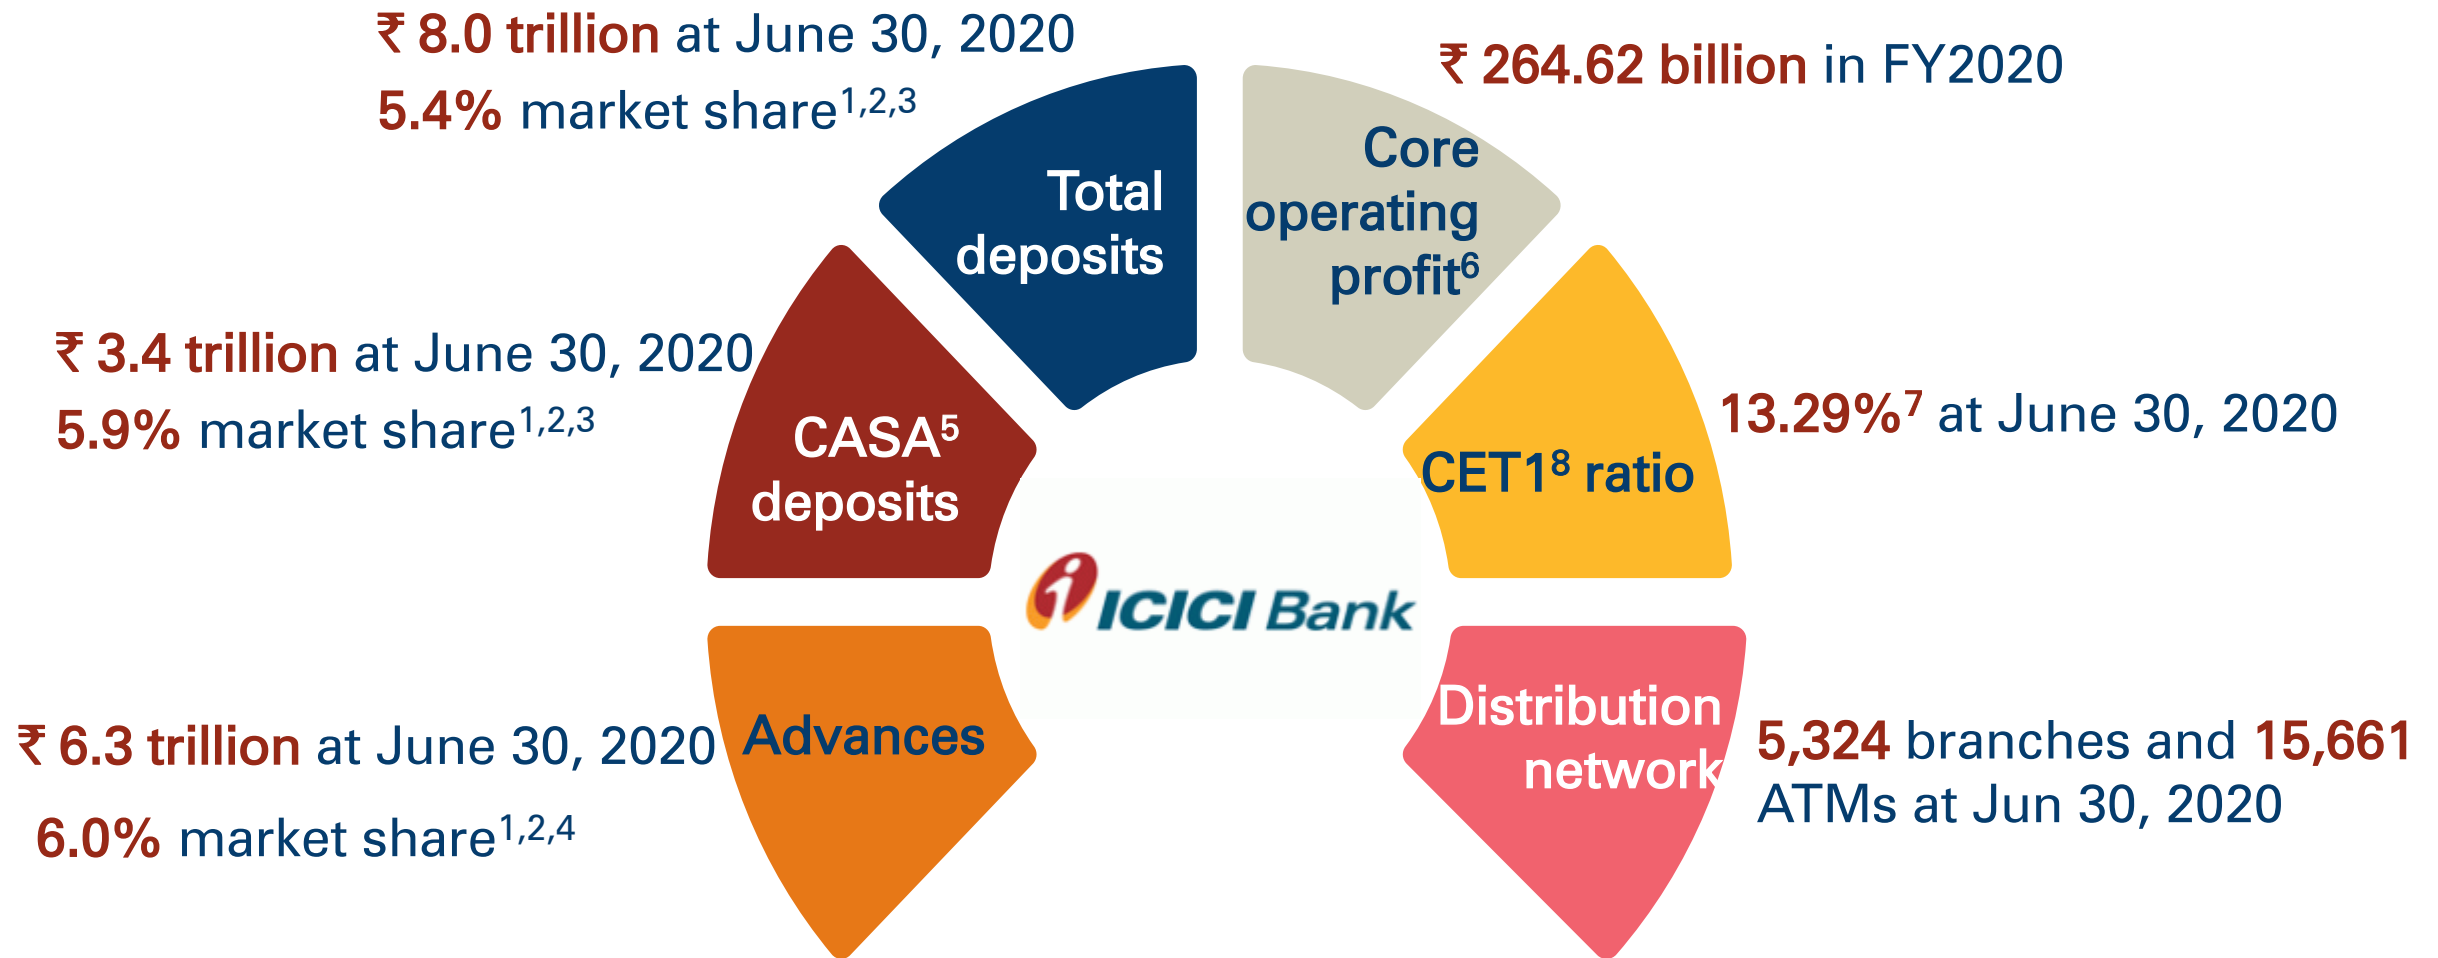 ₹ 8.0 trillion at June 30, 2020
5.4% market share1,2,3
₹ 264.62 billion in FY2020
Total
deposits
Core
operating
profit6
₹ 3.4 trillion at June 30, 2020
5.9% market share1,2,3
CASA5
deposits
13.29%7 at June 30, 2020
CET18 ratio
ICICI Bank
₹ 6.3 trillion at June 30, 2020
6.0% market share1,2,4
Advances
Distribution
network
5,324 branches and 15,661
ATMs at Jun 30, 2020